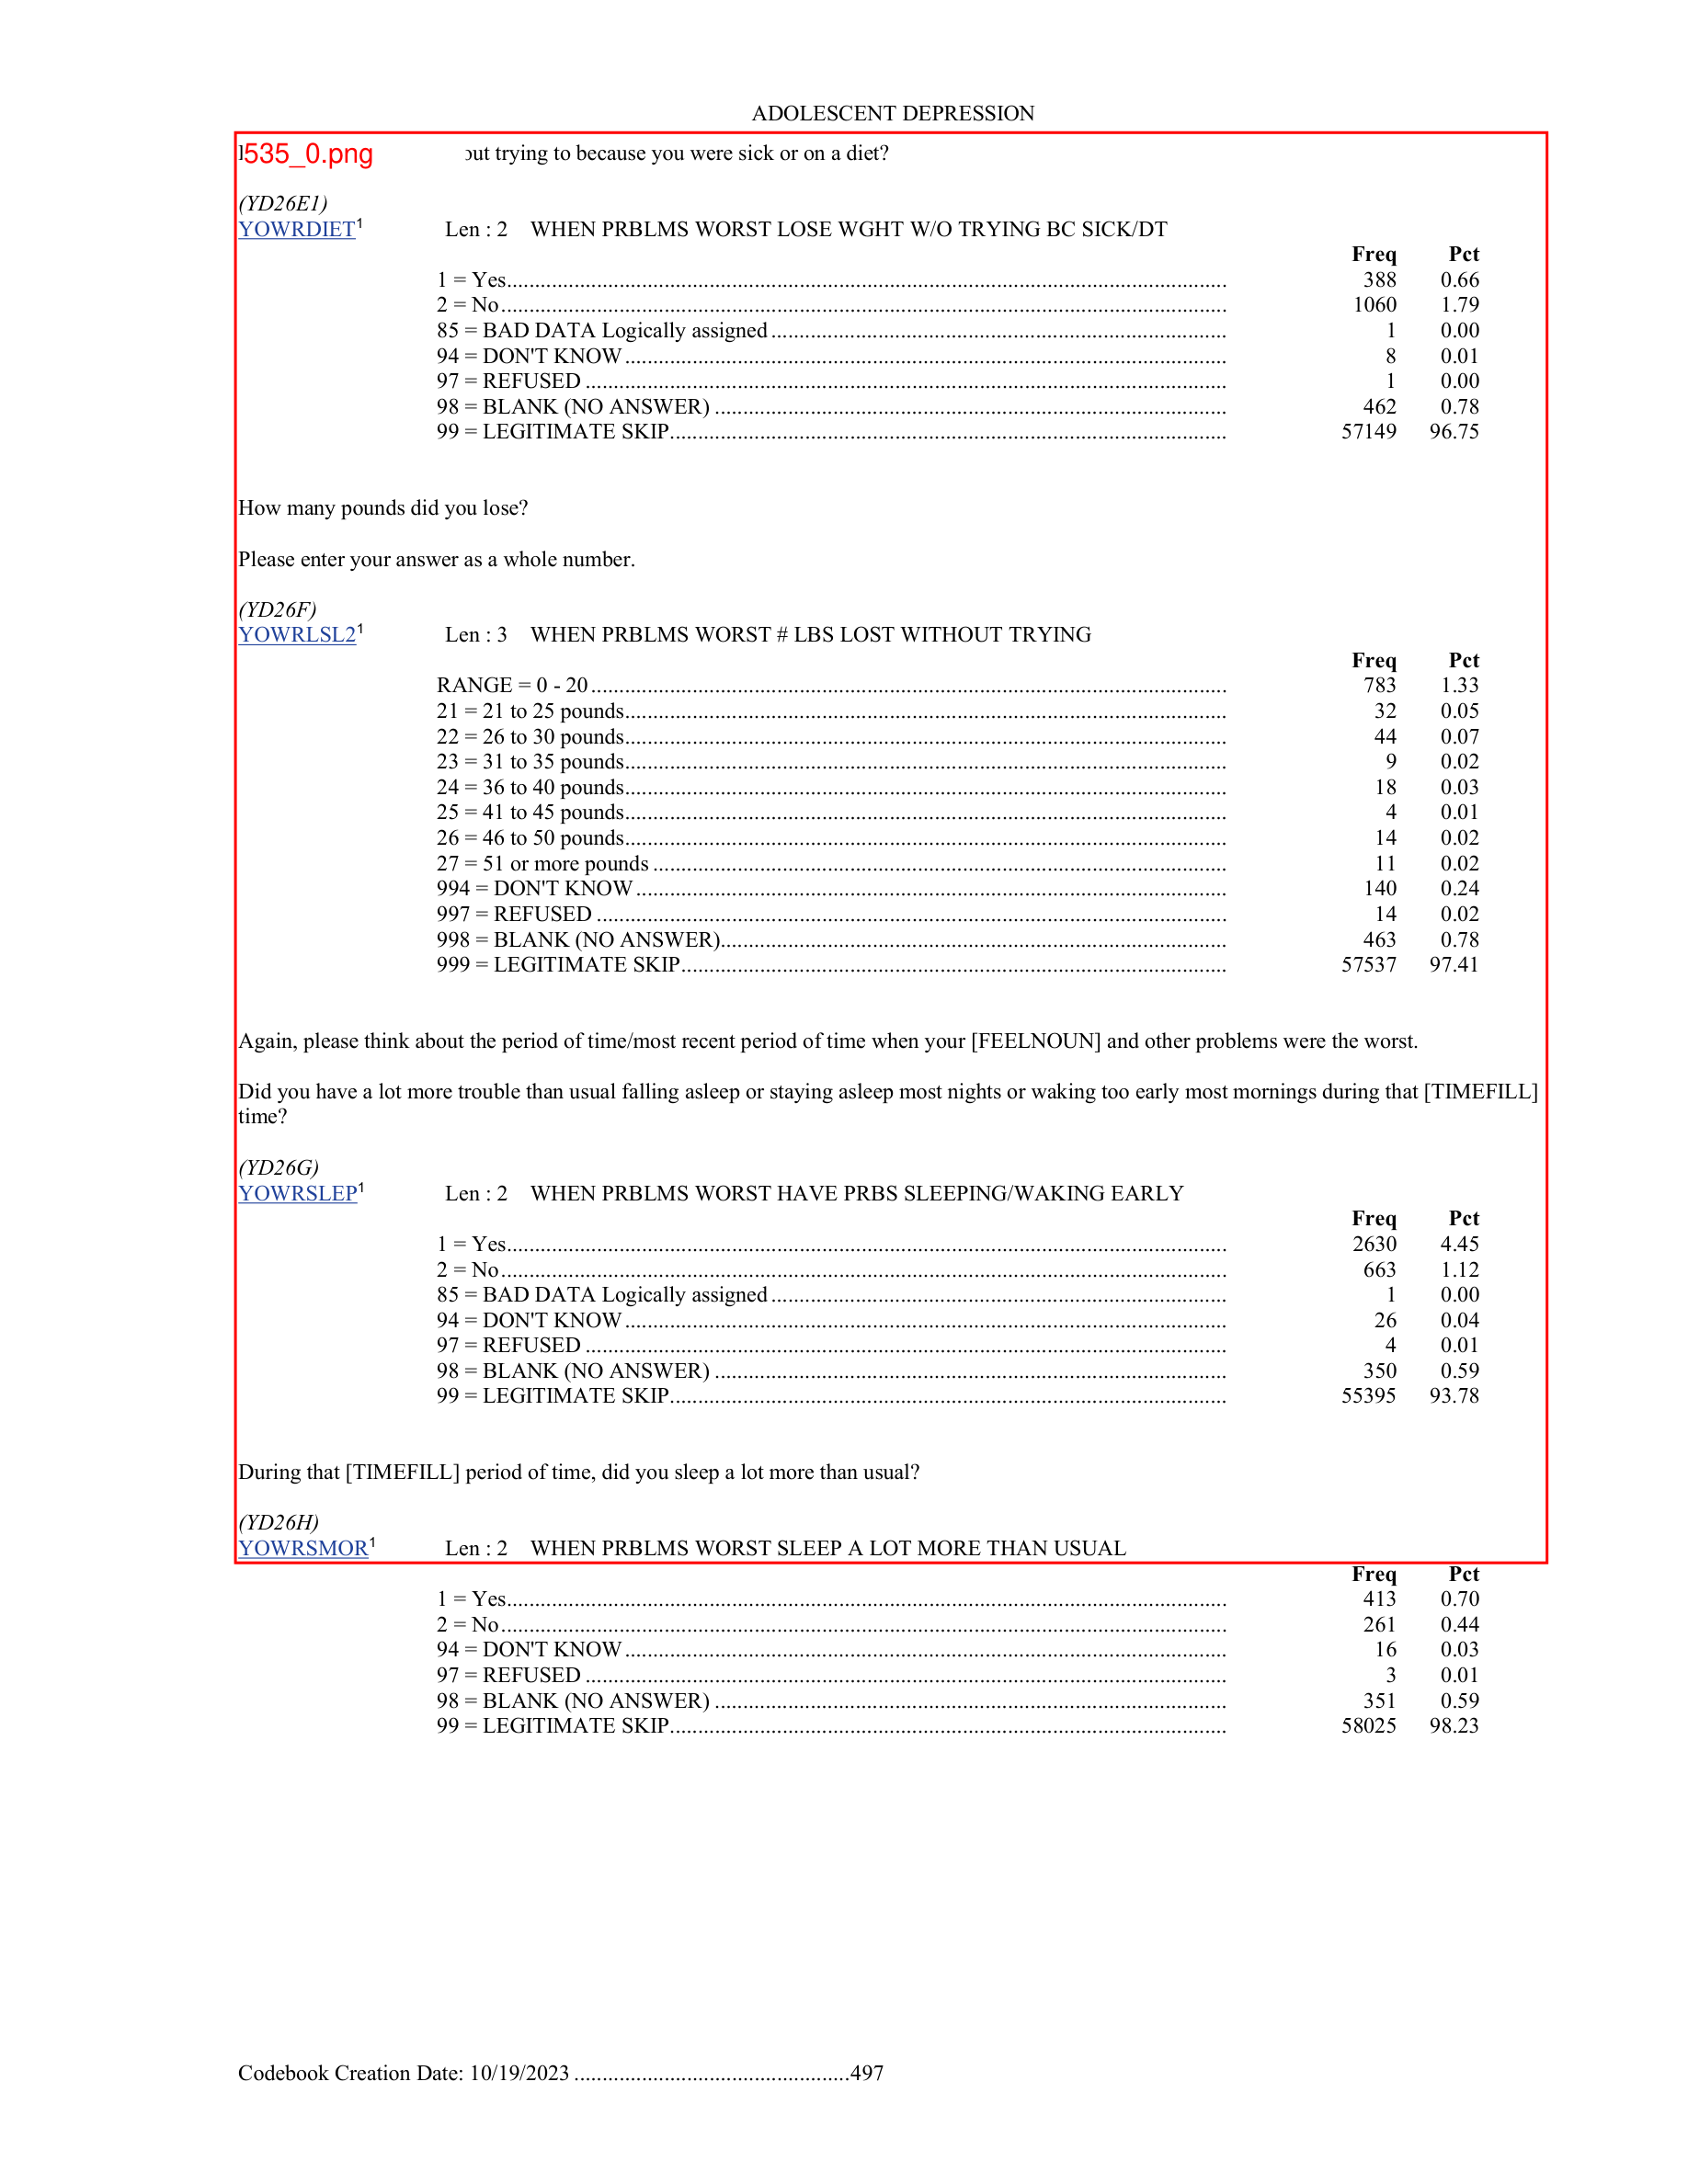 ADOLESCENT DEPRESSION
535_0.png trying to because you were sick or on a diet?
(YD26E1)
YOWRDIET1 Len : 2 WHEN PRBLMS WORST LOSE WGHT W/O TRYING BC SICK/DT
Freq Pct
1 = Yes 388 0.66
2 = No 1060 1.79
85 = BAD DATA Logically assigned 1 0.00
94 = DON'T KNOW 8 0.01
97 = REFUSED 1 0.00
98 = BLANK (NO ANSWER) 462 0.78
99 = LEGITIMATE SKIP 57149 96.75
How many pounds did you lose?
Please enter your answer as a whole number.
(YD26F)
YOWRLSL21 Len : 3 WHEN PRBLMS WORST # LBS LOST WITHOUT TRYING
Freq Pct
RANGE = 0 - 20 783 1.33
21 = 21 to 25 pounds 32 0.05
22 = 26 to 30 pounds 44 0.07
23 = 31 to 35 pounds 9 0.02
24 = 36 to 40 pounds 18 0.03
25 = 41 to 45 pounds 4 0.01
26 = 46 to 50 pounds 14 0.02
27 = 51 or more pounds 11 0.02
994 = DON'T KNOW 140 0.24
997 = REFUSED 14 0.02
998 = BLANK (NO ANSWER) 463 0.78
999 = LEGITIMATE SKIP 57537 97.41
Again, please think about the period of time/most recent period of time when your [FEELNOUN] and other problems were the worst.
Did you have a lot more trouble than usual falling asleep or staying asleep most nights or waking too early most mornings during that [TIMEFILL]
time?
(YD26G)
YOWRSLEP1 Len : 2 WHEN PRBLMS WORST HAVE PRBS SLEEPING/WAKING EARLY
Freq Pct
1 = Yes 2630 4.45
2 = No 663 1.12
85 = BAD DATA Logically assigned 1 0.00
94 = DON'T KNOW 26 0.04
97 = REFUSED 4 0.01
98 = BLANK (NO ANSWER) 350 0.59
99 = LEGITIMATE SKIP 55395 93.78
During that [TIMEFILL] period of time, did you sleep a lot more than usual?
(YD26H)
YOWRSMOR1 Len : 2 WHEN PRBLMS WORST SLEEP A LOT MORE THAN USUAL
Freq Pct
1 = Yes 413 0.70
2 = No 261 0.44
94 = DON'T KNOW 16 0.03
97 = REFUSED 3 0.01
98 = BLANK (NO ANSWER) 351 0.59
99 = LEGITIMATE SKIP 58025 98.23
Codebook Creation Date: 10/19/2023 497